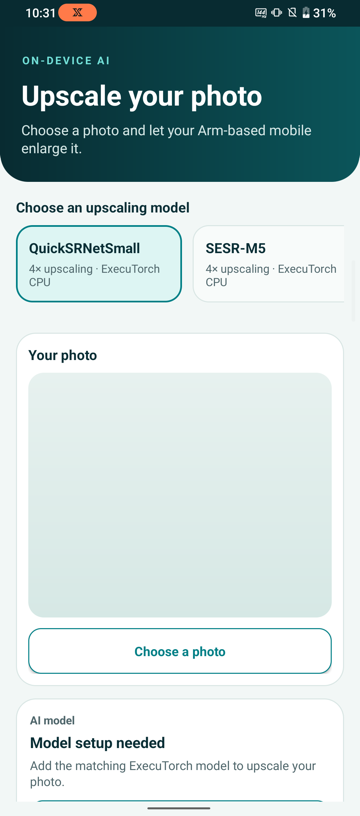 10:31
31%
ON-DEVICE AI
Upscale your photo
Choose a photo and let your Arm-based mobile
enlarge it.
Choose an upscaling model
QuickSRNetSmall
4× upscaling · ExecuTorch
CPU
SESR-M5
4× upscaling · ExecuTorch
CPU
Your photo
Choose a photo
AI model
Model setup needed
Add the matching ExecuTorch model to upscale your
photo.